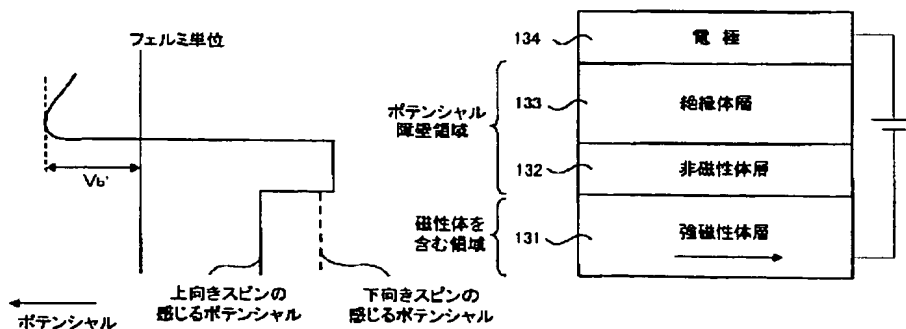 フェルミ単位
Vb'
上向きスピンの
感じるポテンシャル
下向きスピンの
感じるポテンシャル
ポテンシャル
ポテンシャル
障壁領域
磁性体を
含む領域
134
電極
133
絶縁体層
132
非磁性体層
131
強磁性体層